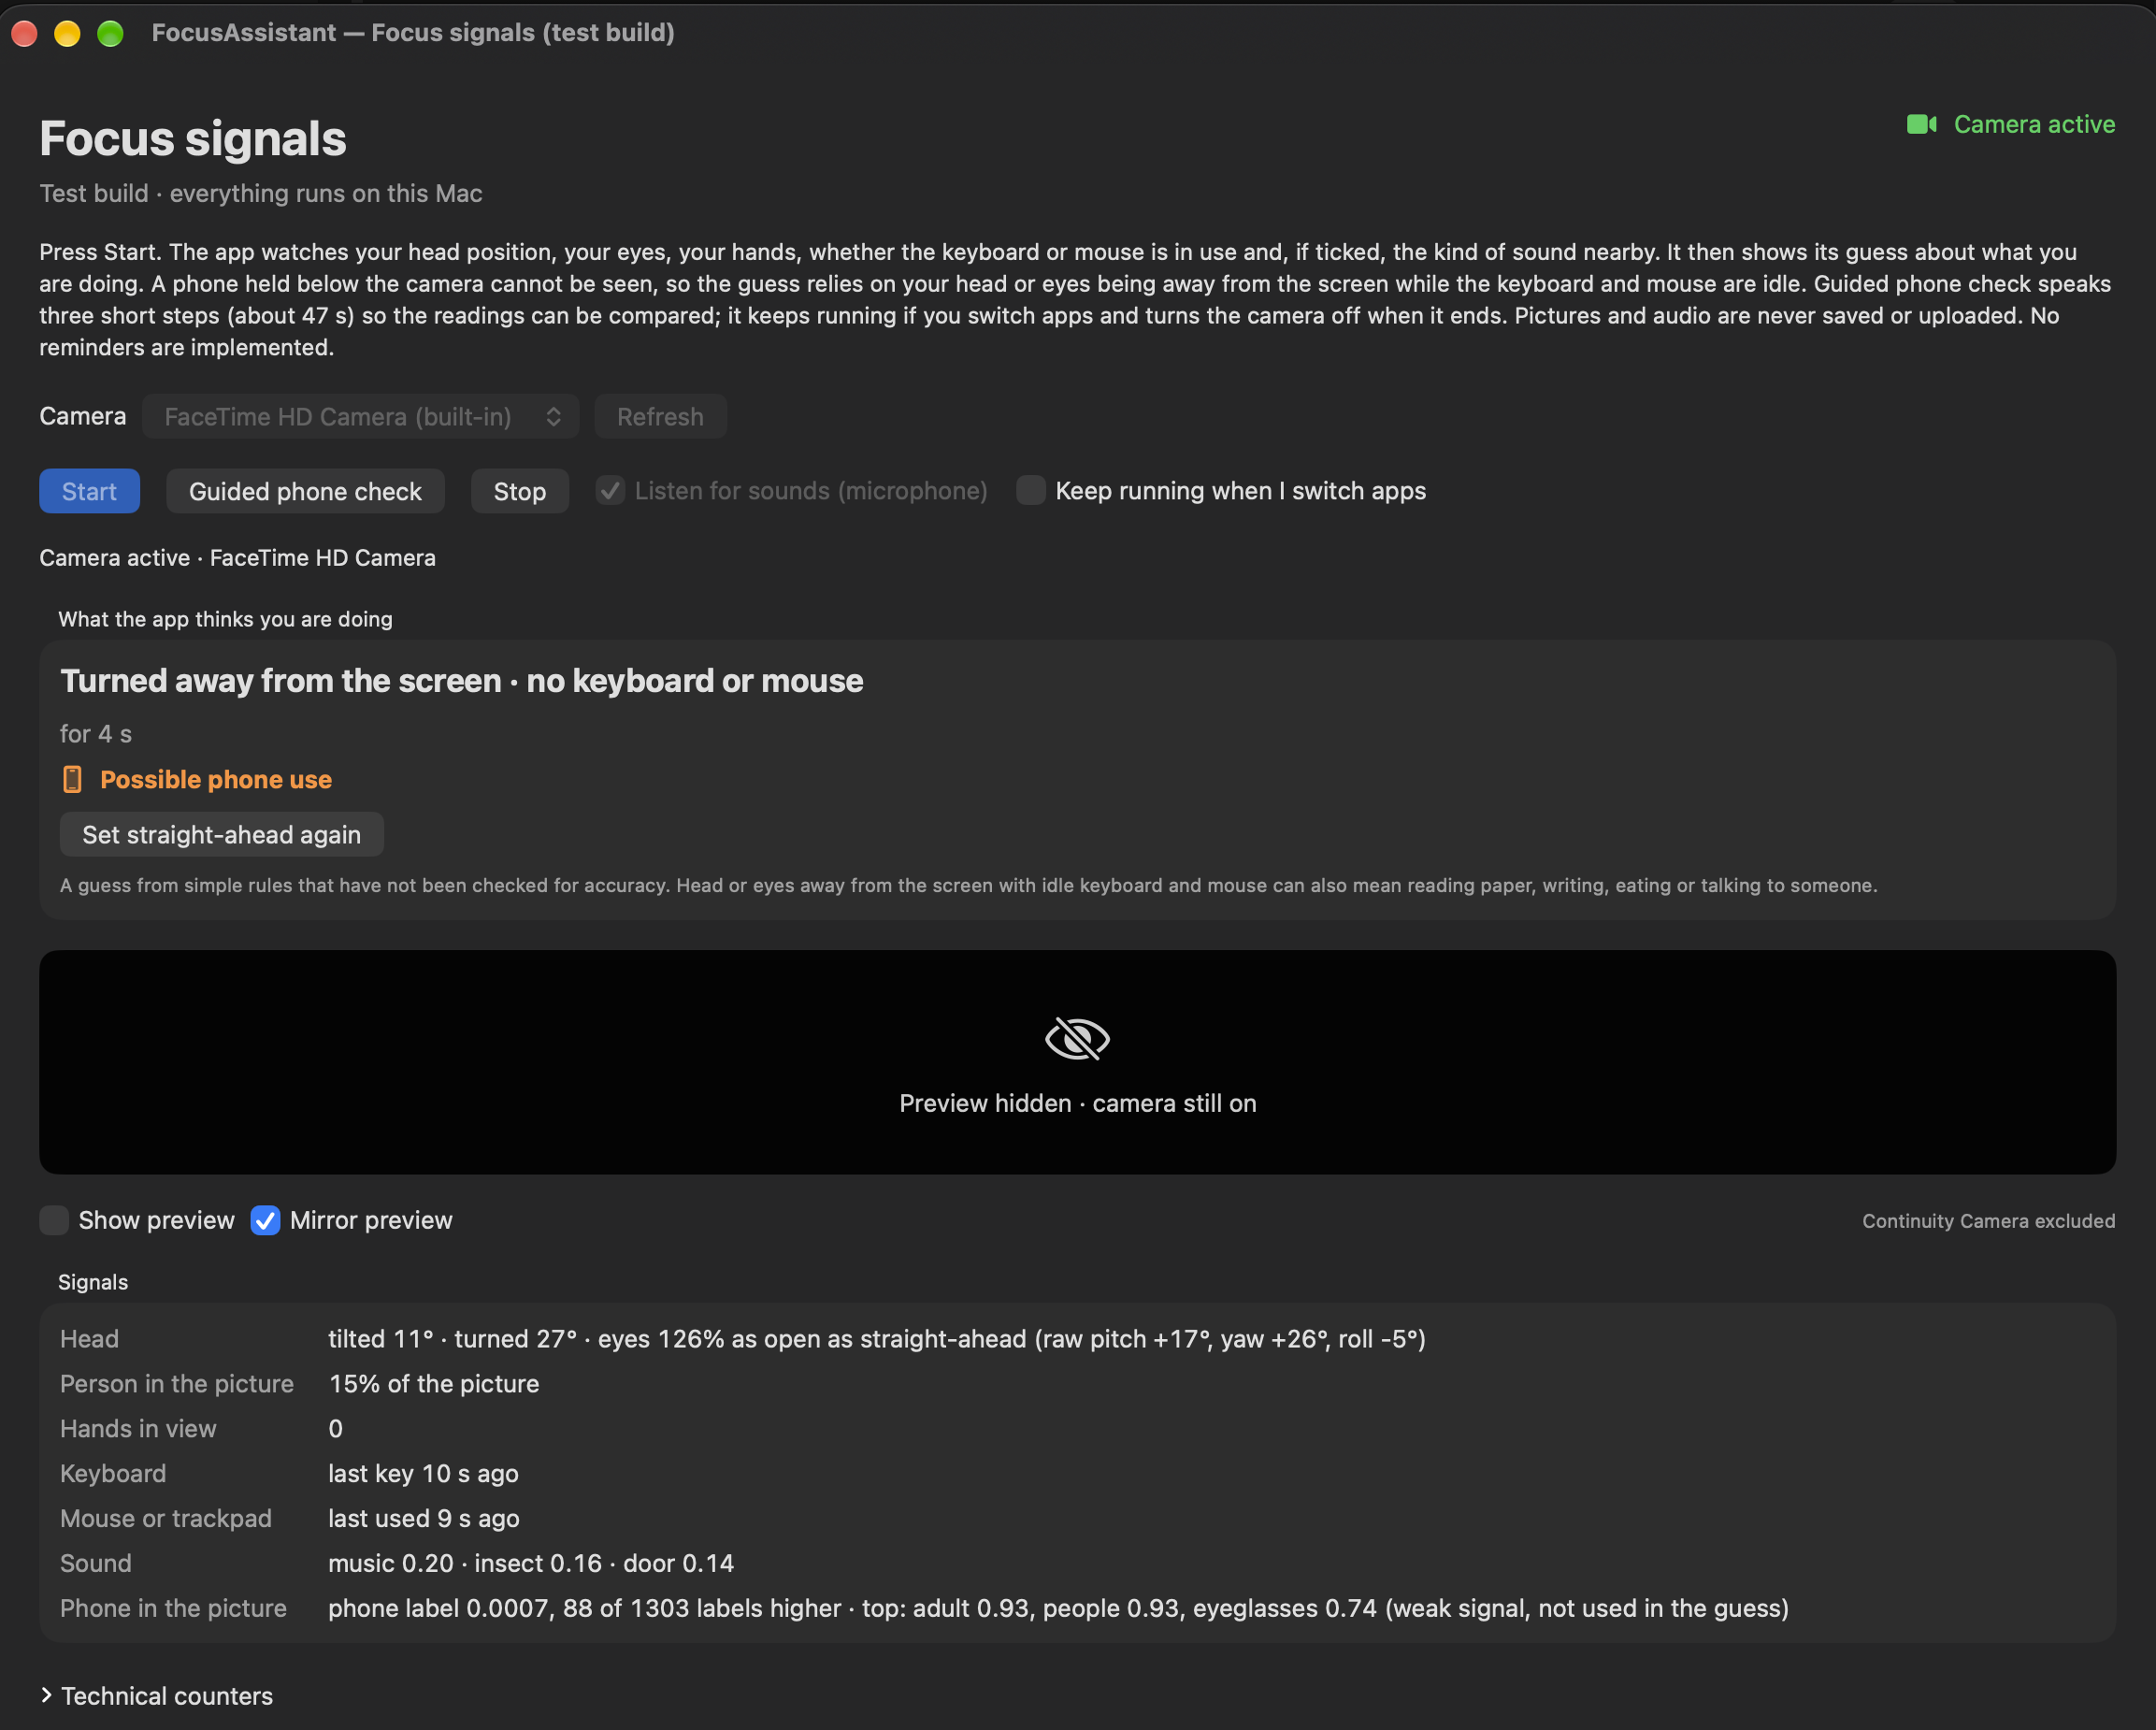 FocusAssistant — Focus signals (test build)
Focus signals
Camera active
Test build · everything runs on this Mac
Press Start. The app watches your head position, your eyes, your hands, whether the keyboard or mouse is in use and, if ticked, the kind of sound nearby. It then shows its guess about what you
are doing. A phone held below the camera cannot be seen, so the guess relies on your head or eyes being away from the screen while the keyboard and mouse are idle. Guided phone check speaks
three short steps (about 47 s) so the readings can be compared; it keeps running if you switch apps and turns the camera off when it ends. Pictures and audio are never saved or uploaded. No
reminders are implemented.
Camera FaceTime HD Camera (built-in) Refresh
Start Guided phone check Stop Listen for sounds (microphone) Keep running when I switch apps
Camera active · FaceTime HD Camera
What the app thinks you are doing
Turned away from the screen · no keyboard or mouse
for 4 s
Possible phone use
Set straight-ahead again
A guess from simple rules that have not been checked for accuracy. Head or eyes away from the screen with idle keyboard and mouse can also mean reading paper, writing, eating or talking to someone.
Preview hidden · camera still on
Show preview Mirror preview Continuity Camera excluded
Signals
Head tilted 11° · turned 27° · eyes 126% as open as straight-ahead (raw pitch +17°, yaw +26°, roll -5°)
Person in the picture 15% of the picture
Hands in view 0
Keyboard last key 10 s ago
Mouse or trackpad last used 9 s ago
Sound music 0.20 · insect 0.16 · door 0.14
Phone in the picture phone label 0.0007, 88 of 1303 labels higher · top: adult 0.93, people 0.93, eyeglasses 0.74 (weak signal, not used in the guess)
Technical counters